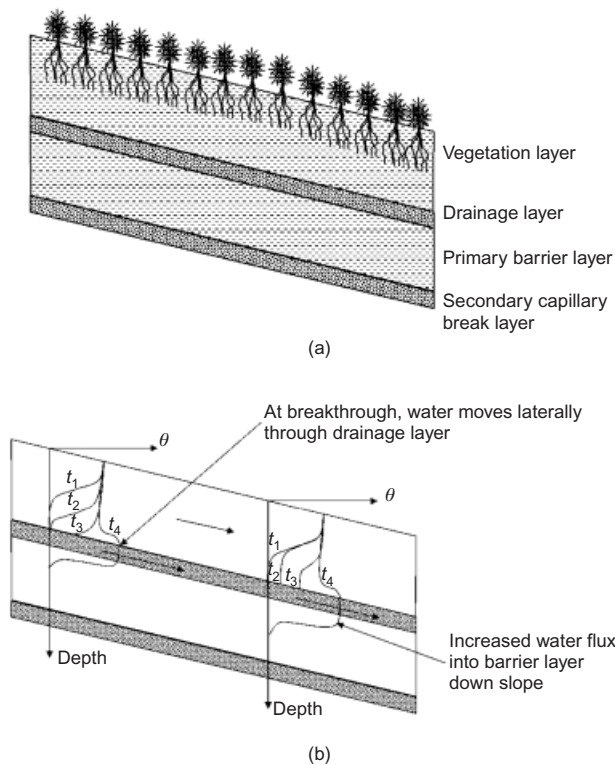 Vegetation layer
Drainage layer
Primary barrier layer
Secondary capillary
break layer
(a)
At breakthrough, water moves laterally
through drainage layer
θ
t1
t2
t3
t4
θ
t1
t2
t3
t4
Depth
Increased water flux
into barrier layer
down slope
Depth
(b)